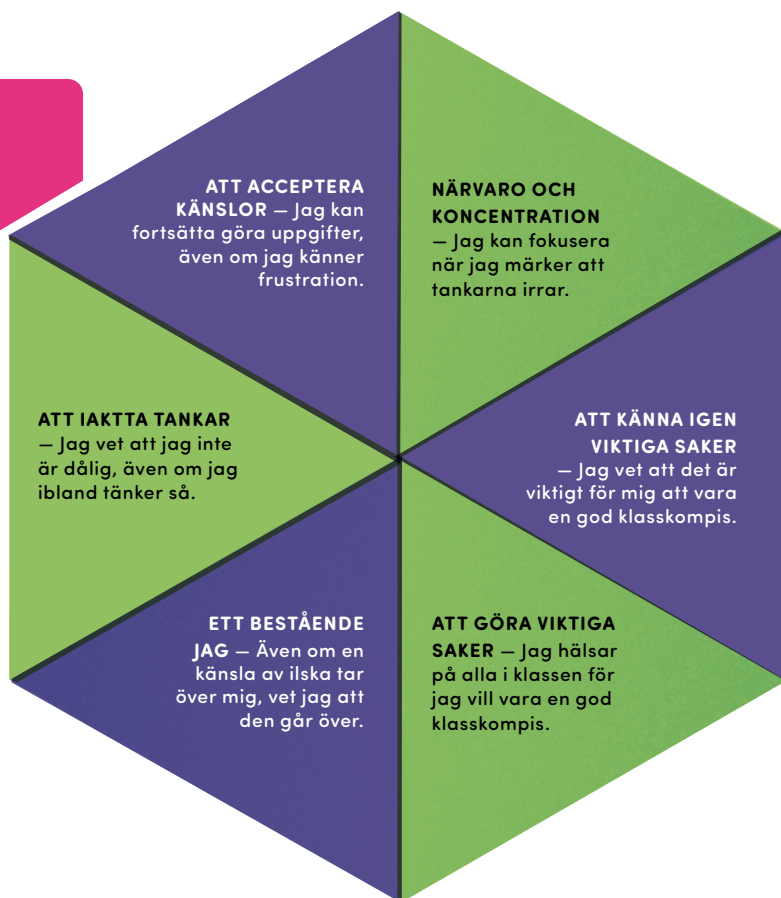 ATT ACCEPTERA
KÄNSLOR — Jag kan
fortsätta göra uppgifter,
även om jag känner
frustration.
NÄRVARO OCH
KONCENTRATION
— Jag kan fokusera
när jag märker att
tankarna irrar.
ATT IAKTTA TANKAR
— Jag vet att jag inte
är dålig, även om jag
ibland tänker så.
ATT KÄNNA IGEN
VIKTIGA SAKER
— Jag vet att det är
viktigt för mig att vara
en god klasskompis.
ETT BESTÅENDE
JAG — Även om en
känsla av ilska tar
över mig, vet jag att
den går över.
ATT GÖRA VIKTIGA
SAKER — Jag hälsar
på alla i klassen för
jag vill vara en god
klasskompis.